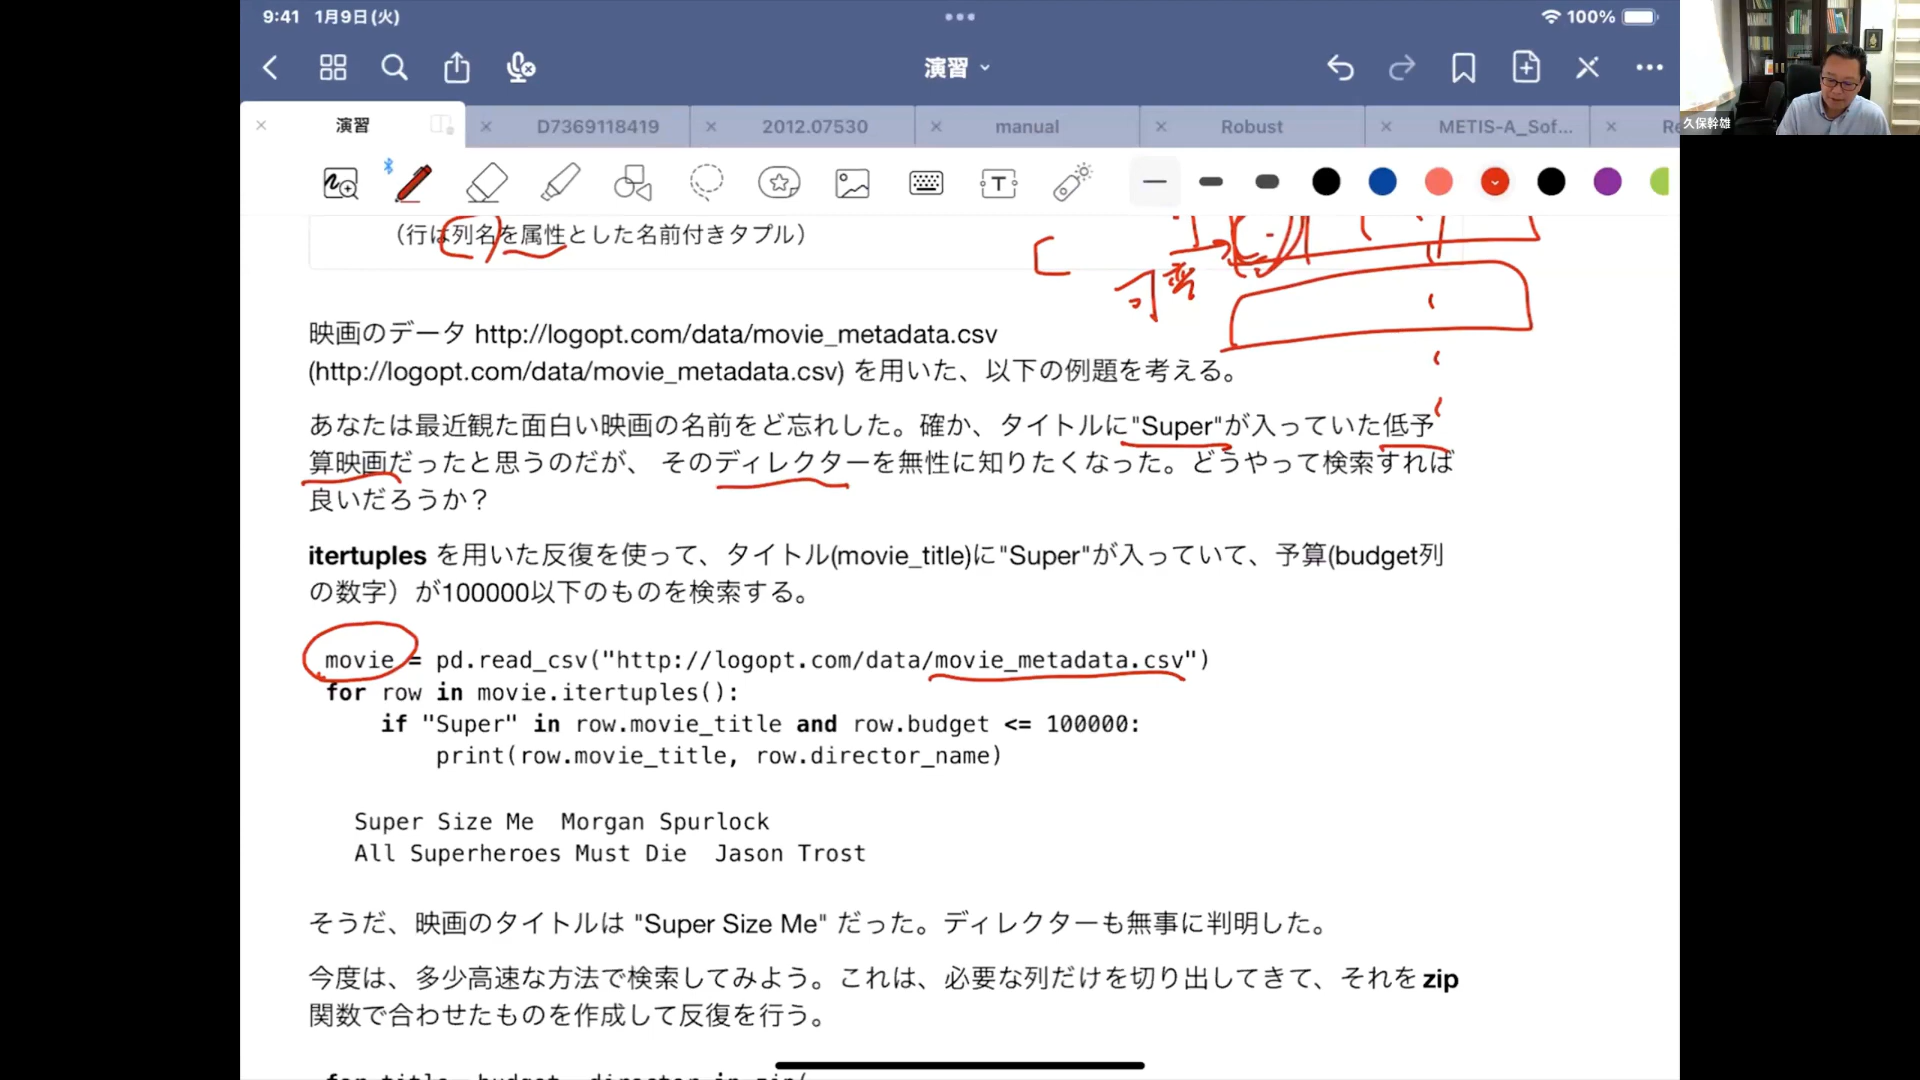 9:41 1月9日(火)
100%
演習
演習
D7369118419
2012.07530
manual
Robust
METIS-A_Sof...
Re
久保幹雄
T
（行は列名を属性とした名前付きタプル）
可変
映画のデータ http://logopt.com/data/movie_metadata.csv
(http://logopt.com/data/movie_metadata.csv) を用いた、以下の例題を考える。
あなたは最近観た面白い映画の名前をど忘れした。確か、タイトルに"Super"が入っていた低予
算映画だったと思うのだが、 そのディレクターを無性に知りたくなった。どうやって検索すれば
良いだろうか？
itertuples を用いた反復を使って、タイトル(movie_title)に"Super"が入っていて、予算(budget列
の数字）が100000以下のものを検索する。
movie = pd.read_csv("http://logopt.com/data/movie_metadata.csv")
for row in movie.itertuples():
    if "Super" in row.movie_title and row.budget <= 100000:
        print(row.movie_title, row.director_name)
Super Size Me  Morgan Spurlock
All Superheroes Must Die  Jason Trost
そうだ、映画のタイトルは "Super Size Me" だった。ディレクターも無事に判明した。
今度は、多少高速な方法で検索してみよう。これは、必要な列だけを切り出してきて、それを zip
関数で合わせたものを作成して反復を行う。
for title, budget, director in zip(